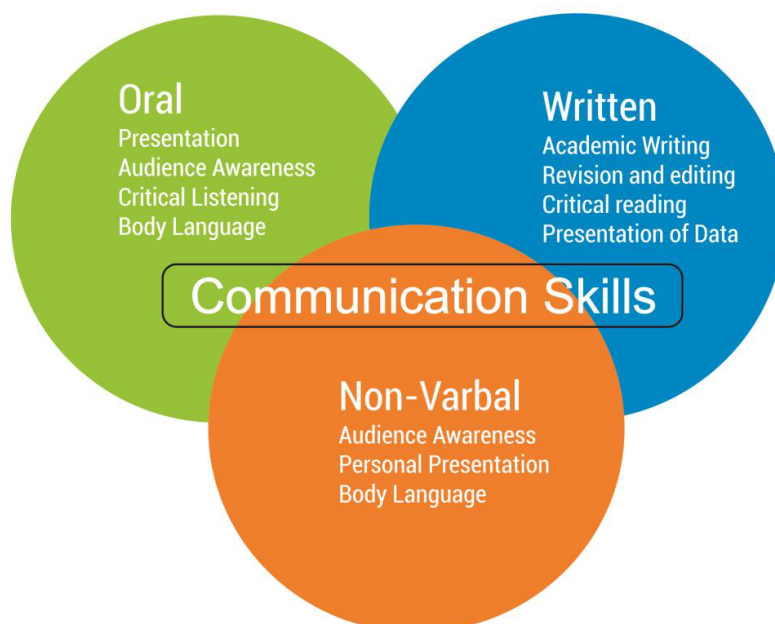 Oral
Presentation
Audience Awareness
Critical Listening
Body Language
Written
Academic Writing
Revision and editing
Critical reading
Presentation of Data
Communication Skills
Non-Varbal
Audience Awareness
Personal Presentation
Body Language